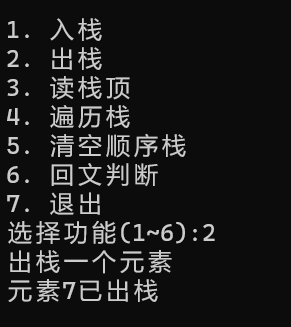 1. 入栈
2. 出栈
3. 读栈顶
4. 遍历栈
5. 清空顺序栈
6. 回文判断
7. 退出
选择功能(1~6):2
出栈一个元素
元素7已出栈